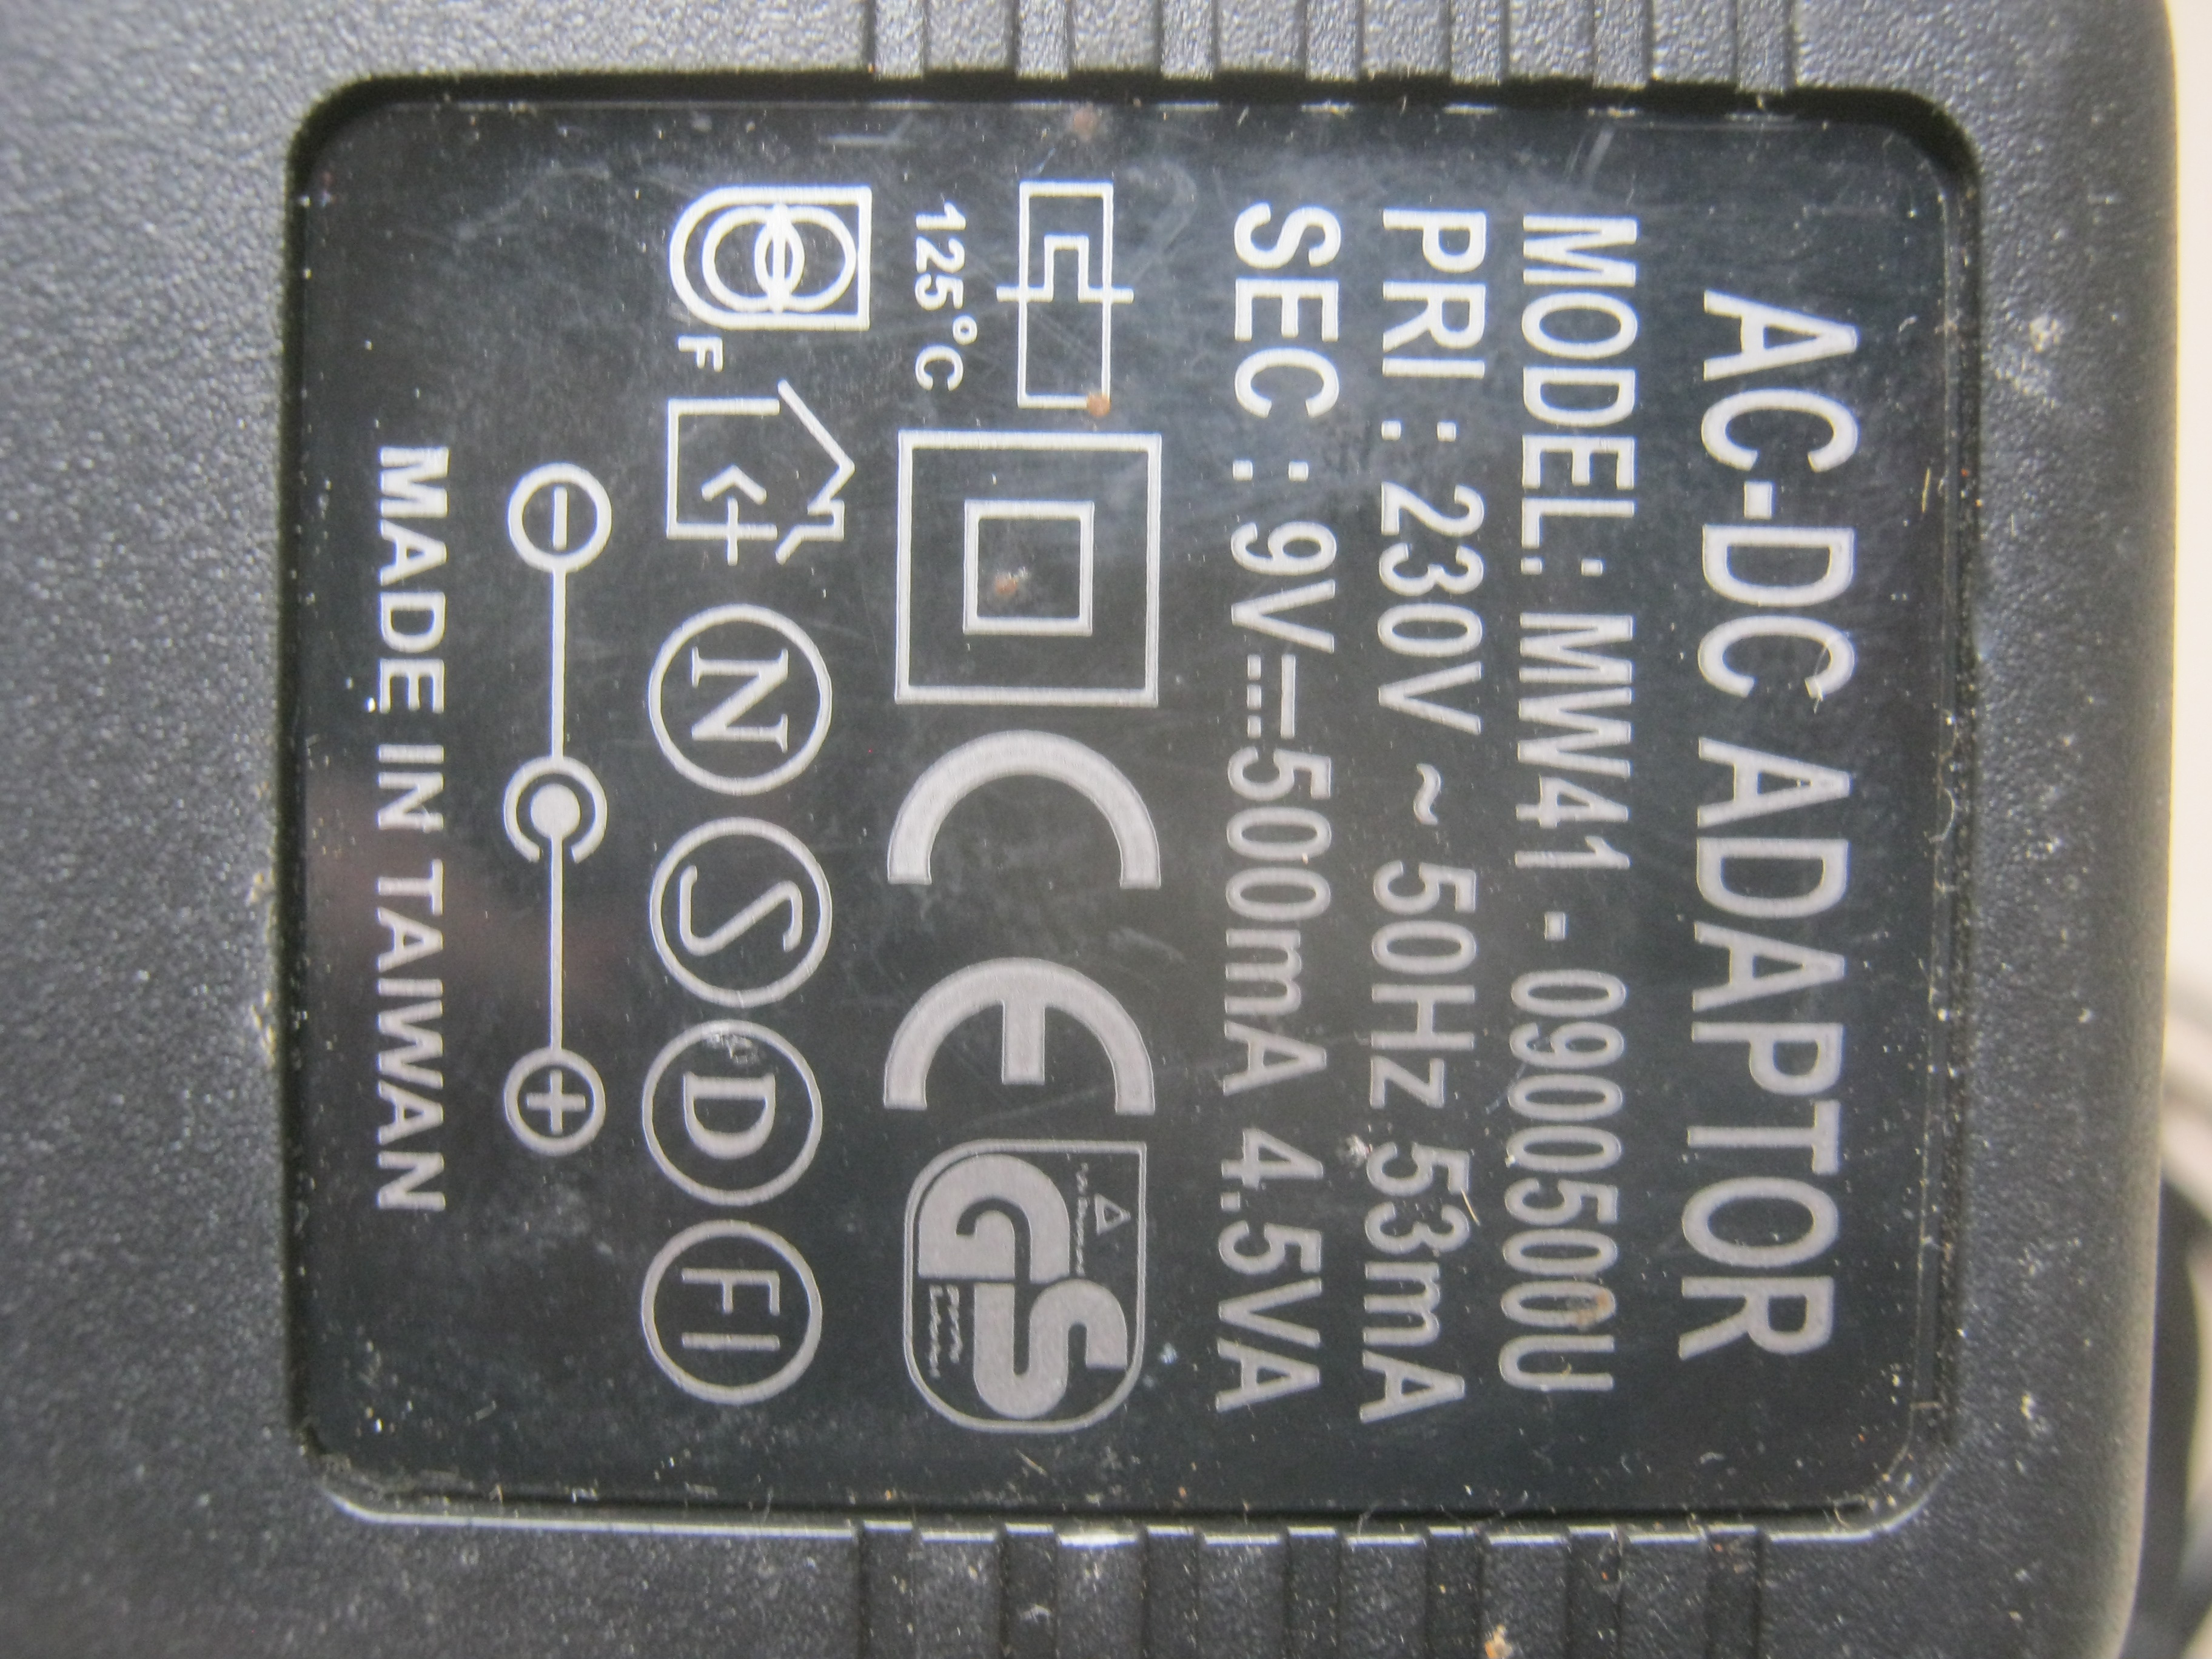 AC-DC ADAPTOR
MODEL: MW41 - 0900500U
PRI : 230V ~ 50Hz 53mA
SEC : 9V⎓500mA 4.5VA
125°C
CE
GS
F
N S D FI
- +
MADE IN TAIWAN